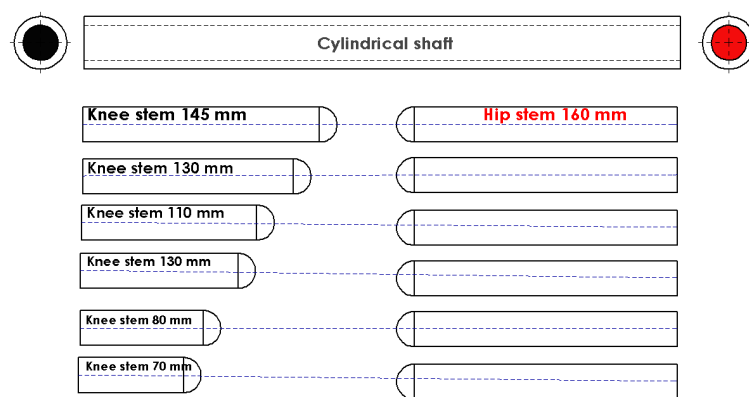 Cylindrical shaft
Knee stem 145 mm
Hip stem 160 mm
Knee stem 130 mm
Knee stem 110 mm
Knee stem 130 mm
Knee stem 80 mm
Knee stem 70 mm